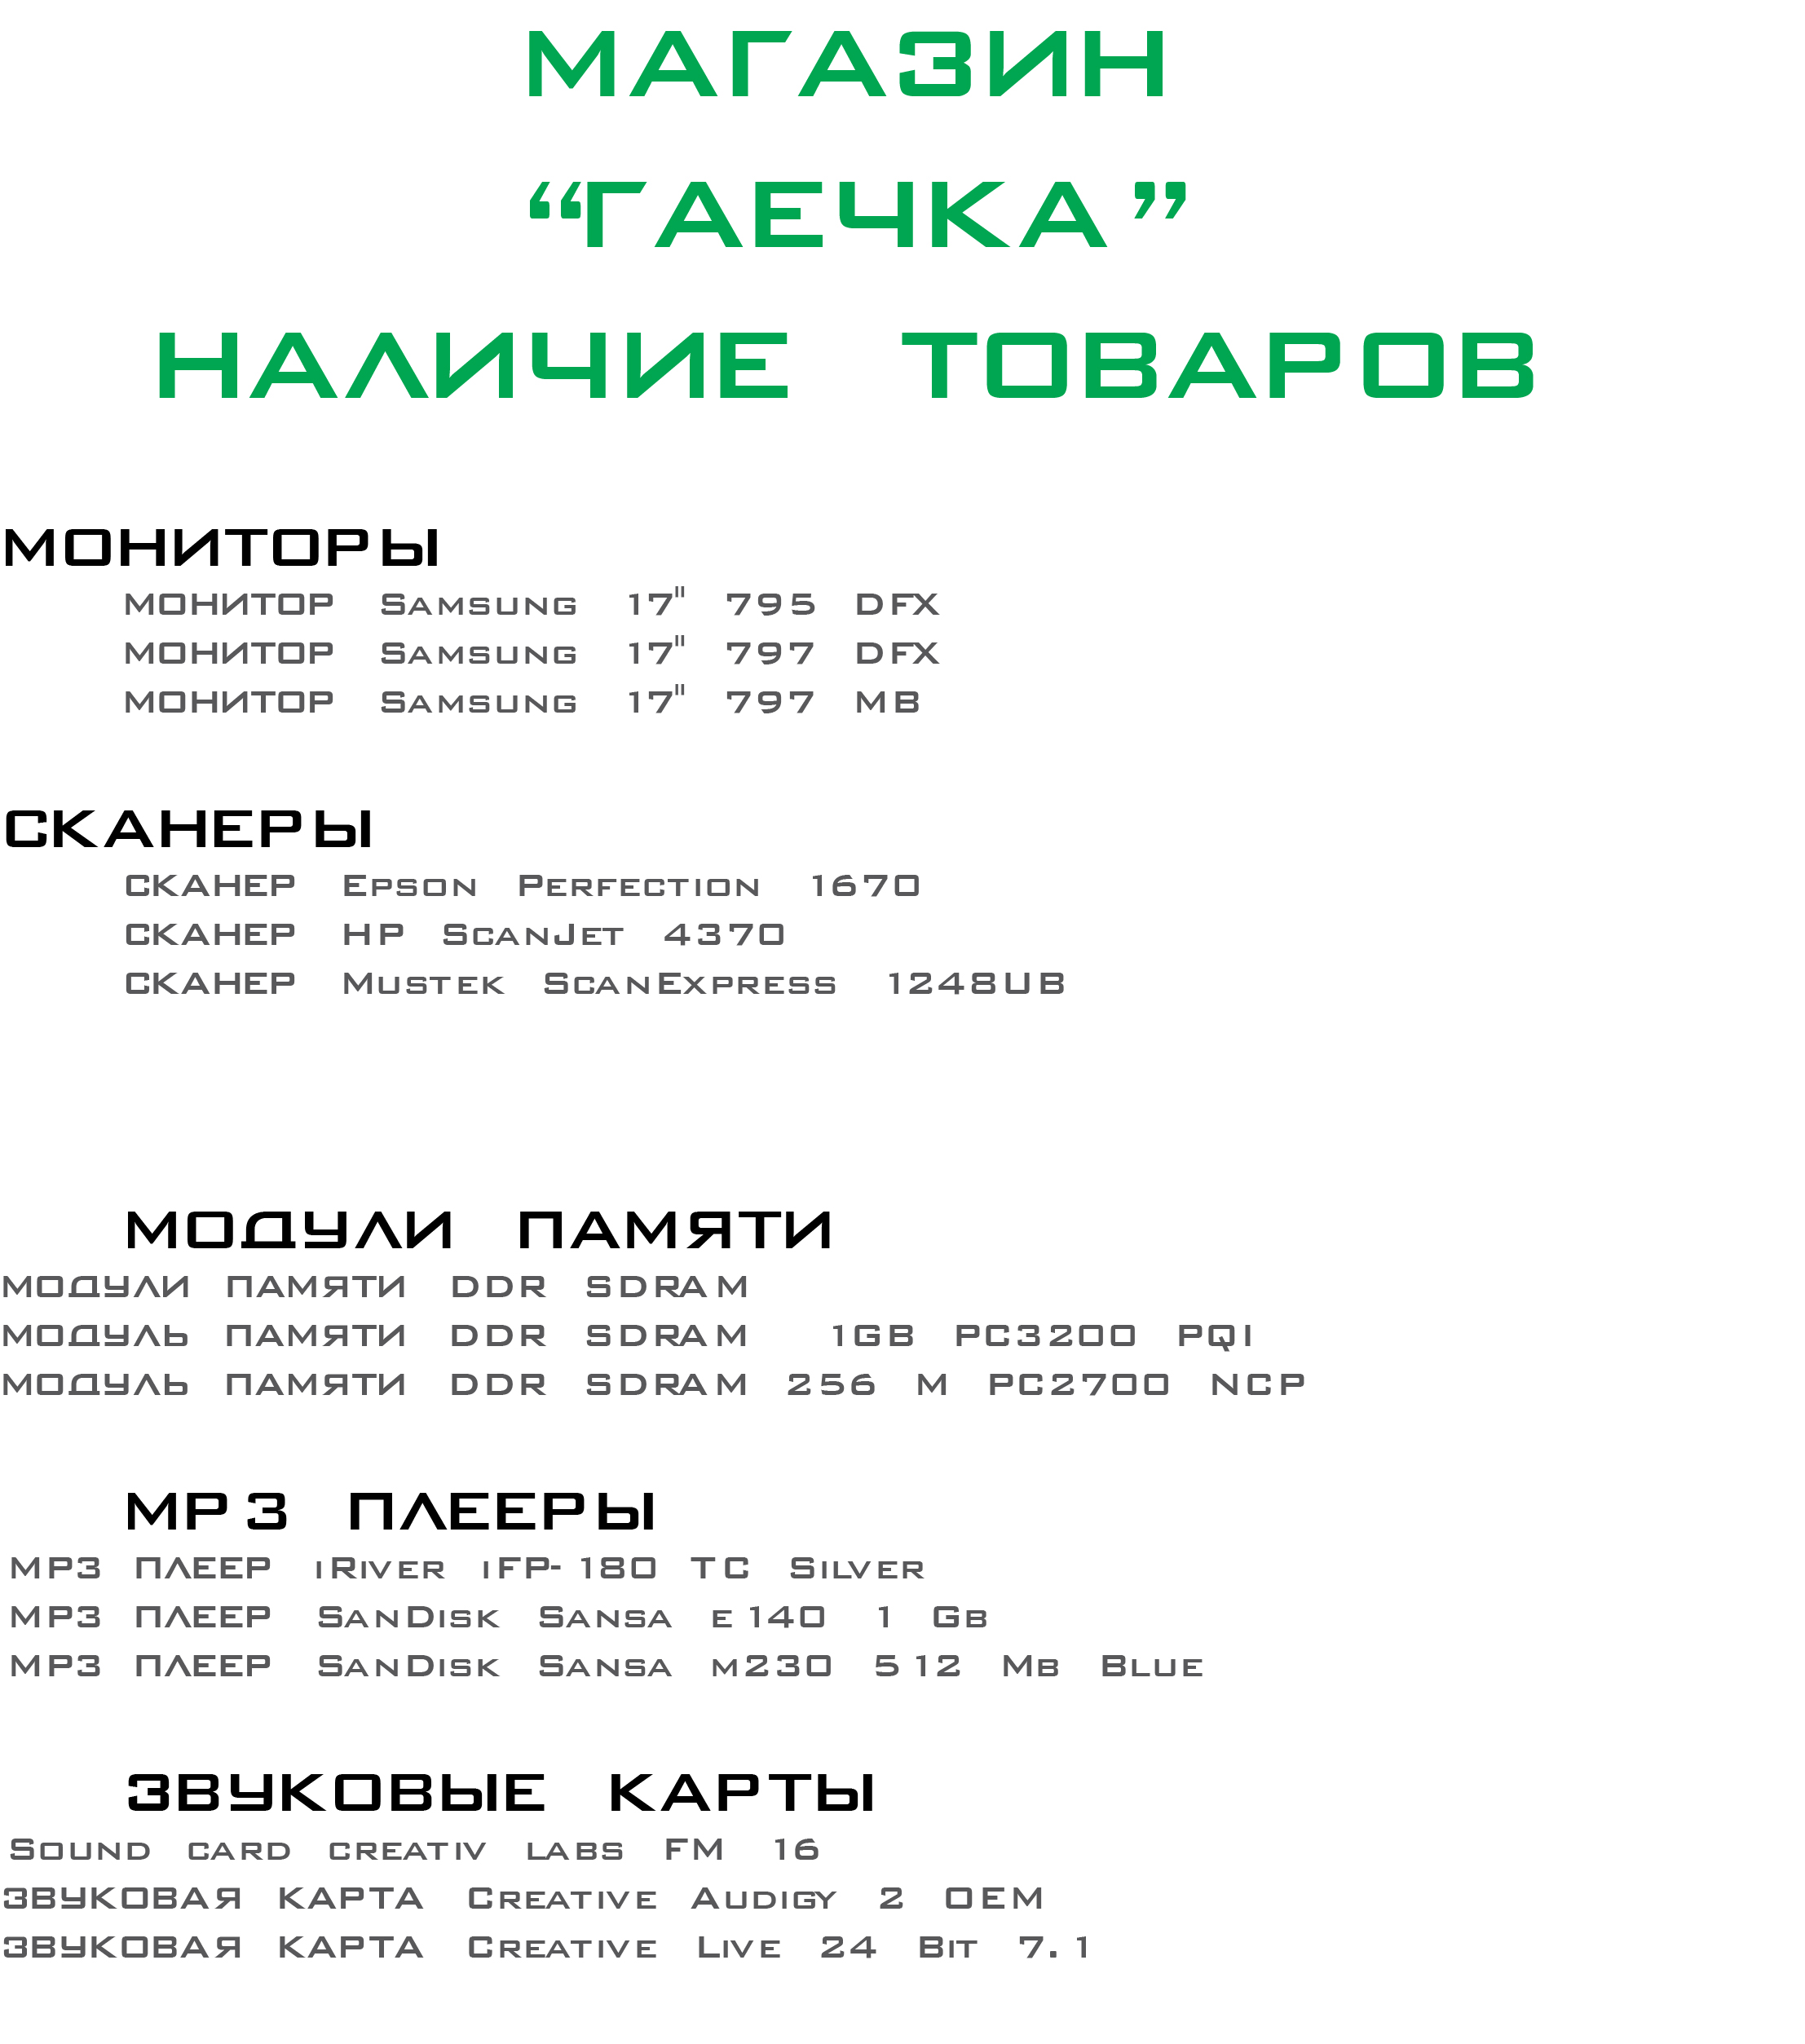 МАГАЗИН
“ГАЕЧКА”
НАЛИЧИЕ ТОВАРОВ
МОНИТОРЫ
МОНИТОР Samsung 17" 795 DFX
МОНИТОР Samsung 17" 797 DFX
МОНИТОР Samsung 17" 797 MB
СКАНЕРЫ
СКАНЕР Epson Perfection 1670
СКАНЕР HP ScanJet 4370
СКАНЕР Mustek ScanExpress 1248UB
МОДУЛИ ПАМЯТИ
МОДУЛИ ПАМЯТИ DDR SDRAM
МОДУЛЬ ПАМЯТИ DDR SDRAM 1GB PC3200 PQI
МОДУЛЬ ПАМЯТИ DDR SDRAM 256 M PC2700 NCP
MP3 ПЛЕЕРЫ
MP3 ПЛЕЕР iRiver iFP-180 TC Silver
MP3 ПЛЕЕР SanDisk Sansa e140 1 Gb
MP3 ПЛЕЕР SanDisk Sansa m230 512 Mb Blue
ЗВУКОВЫЕ КАРТЫ
Sound card creativ labs FM 16
ЗВУКОВАЯ КАРТА Creative Audigy 2 OEM
ЗВУКОВАЯ КАРТА Creative Live 24 Bit 7.1